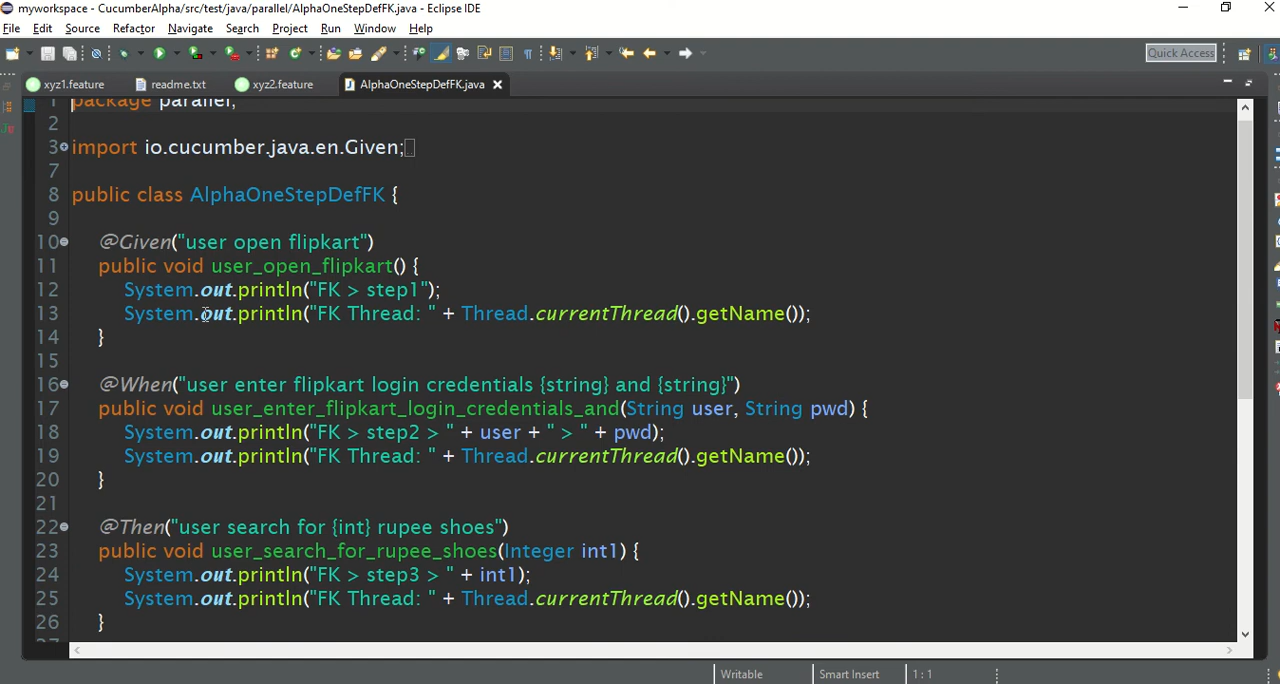 myworkspace - CucumberAlpha/src/test/java/parallel/AlphaOneStepDefFK.java - Eclipse IDE
File Edit Source Refactor Navigate Search Project Run Window Help
Quick Access
xyz1.feature readme.txt xyz2.feature AlphaOneStepDefFK.java
1 package parallel;
2
3 import io.cucumber.java.en.Given;
7
8 public class AlphaOneStepDefFK {
9
10 @Given("user open flipkart")
11 public void user_open_flipkart() {
12 System.out.println("FK > step1");
13 System.out.println("FK Thread: " + Thread.currentThread().getName());
14 }
15
16 @When("user enter flipkart login credentials {string} and {string}")
17 public void user_enter_flipkart_login_credentials_and(String user, String pwd) {
18 System.out.println("FK > step2 > " + user + " > " + pwd);
19 System.out.println("FK Thread: " + Thread.currentThread().getName());
20 }
21
22 @Then("user search for {int} rupee shoes")
23 public void user_search_for_rupee_shoes(Integer int1) {
24 System.out.println("FK > step3 > " + int1);
25 System.out.println("FK Thread: " + Thread.currentThread().getName());
26 }
27
Writable Smart Insert 1 : 1